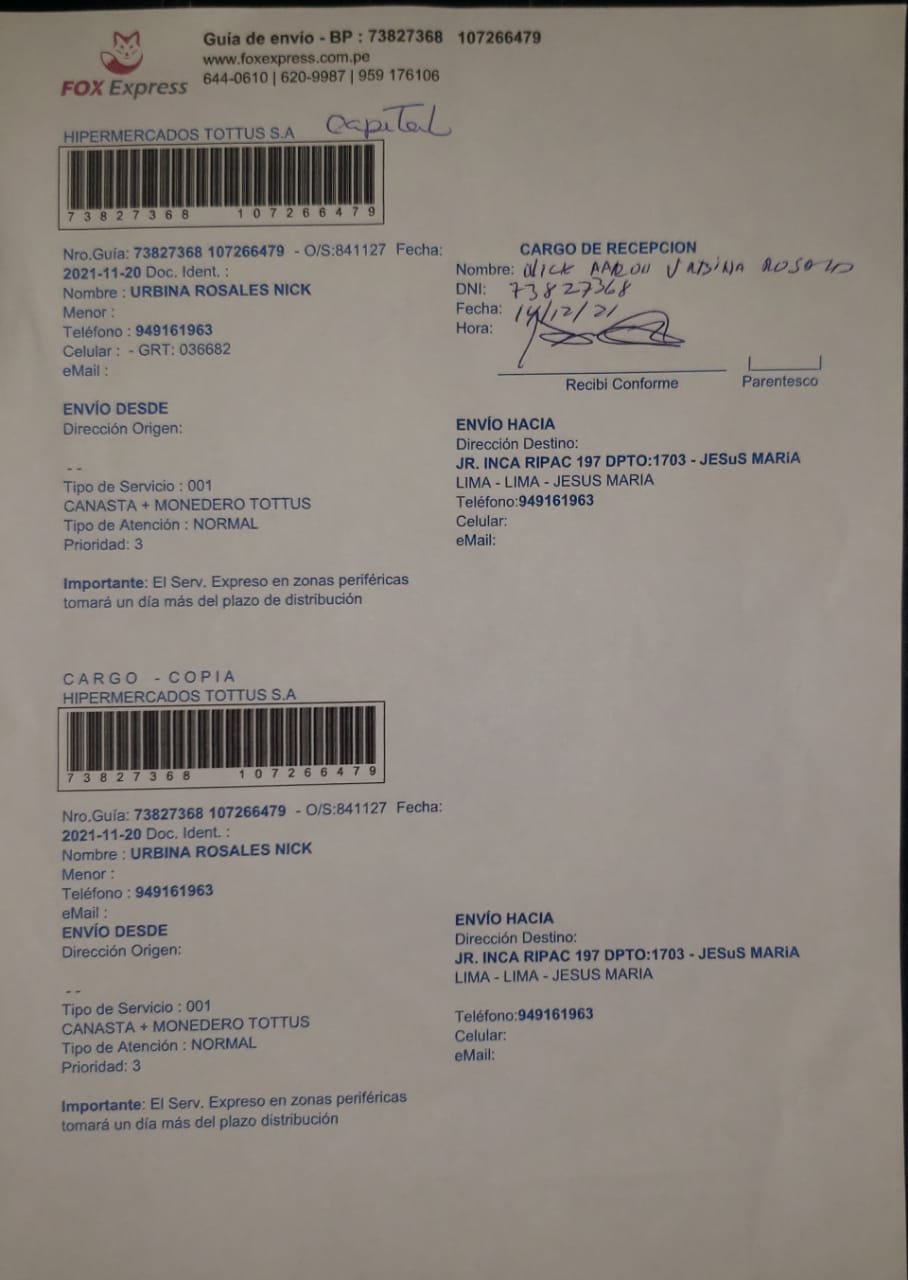 FOX Express
Guía de envío - BP : 73827368 107266479
www.foxexpress.com.pe
644-0610 | 620-9987 | 959 176106
HIPERMERCADOS TOTTUS S.A
Capital
7 3 8 2 7 3 6 8 1 0 7 2 6 6 4 7 9
Nro.Guía: 73827368 107266479 - O/S:841127 Fecha:
2021-11-20 Doc. Ident. :
Nombre : URBINA ROSALES NICK
Menor :
Teléfono : 949161963
Celular : - GRT: 036682
eMail :
CARGO DE RECEPCION
Nombre: NICK AARON URBINA ROSALES
DNI: 73827368
Fecha: 14/12/21
Hora:
Recibi Conforme
Parentesco
ENVÍO DESDE
Dirección Origen:
- -
Tipo de Servicio : 001
CANASTA + MONEDERO TOTTUS
Tipo de Atención : NORMAL
Prioridad: 3
ENVÍO HACIA
Dirección Destino:
JR. INCA RIPAC 197 DPTO:1703 - JESuS MARiA
LIMA - LIMA - JESUS MARIA
Teléfono:949161963
Celular:
eMail:
Importante: El Serv. Expreso en zonas periféricas
tomará un día más del plazo de distribución
CARGO - COPIA
HIPERMERCADOS TOTTUS S.A
7 3 8 2 7 3 6 8 1 0 7 2 6 6 4 7 9
Nro.Guía: 73827368 107266479 - O/S:841127 Fecha:
2021-11-20 Doc. Ident. :
Nombre : URBINA ROSALES NICK
Menor :
Teléfono : 949161963
eMail :
ENVÍO DESDE
Dirección Origen:
- -
Tipo de Servicio : 001
CANASTA + MONEDERO TOTTUS
Tipo de Atención : NORMAL
Prioridad: 3
ENVÍO HACIA
Dirección Destino:
JR. INCA RIPAC 197 DPTO:1703 - JESuS MARiA
LIMA - LIMA - JESUS MARIA
Teléfono:949161963
Celular:
eMail:
Importante: El Serv. Expreso en zonas periféricas
tomará un día más del plazo distribución